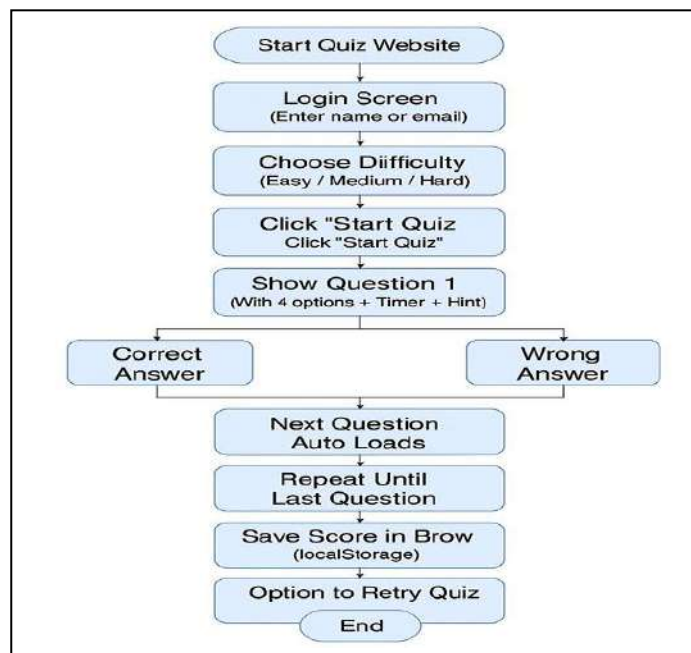 Start Quiz Website
Login Screen
(Enter name or email)
Choose Diifficulty
(Easy / Medium / Hard)
Click "Start Quiz
Click "Start Quiz"
Show Question 1
(With 4 options + Timer + Hint)
Correct
Answer
Wrong
Answer
Next Question
Auto Loads
Repeat Until
Last Question
Save Score in Brow
(localStorage)
Option to Retry Quiz
End